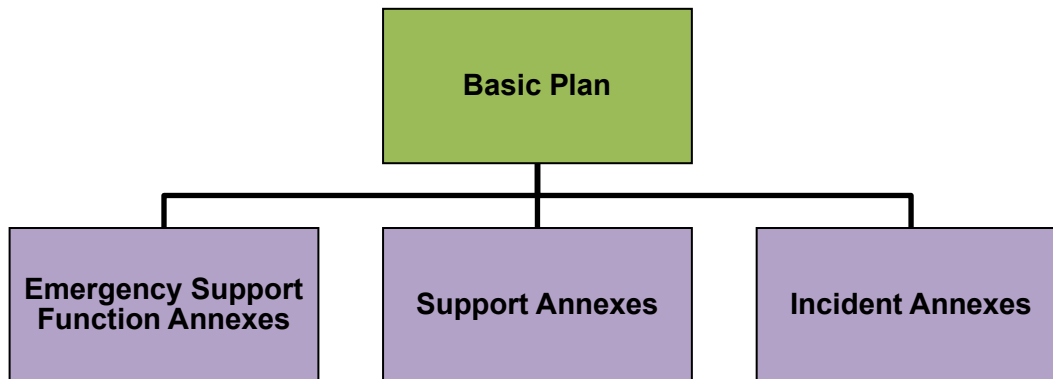 Basic Plan
Emergency Support
Function Annexes
Support Annexes
Incident Annexes